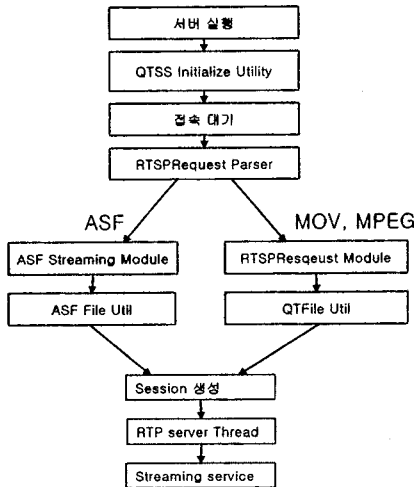 서버 실행
QTSS Initialize Utility
접속 대기
RTSPRequest Parser
ASF
MOV, MPEG
ASF Streaming Module
RTSPResqeust Module
ASF File Util
QTFile Util
Session 생성
RTP server Thread
Streaming service